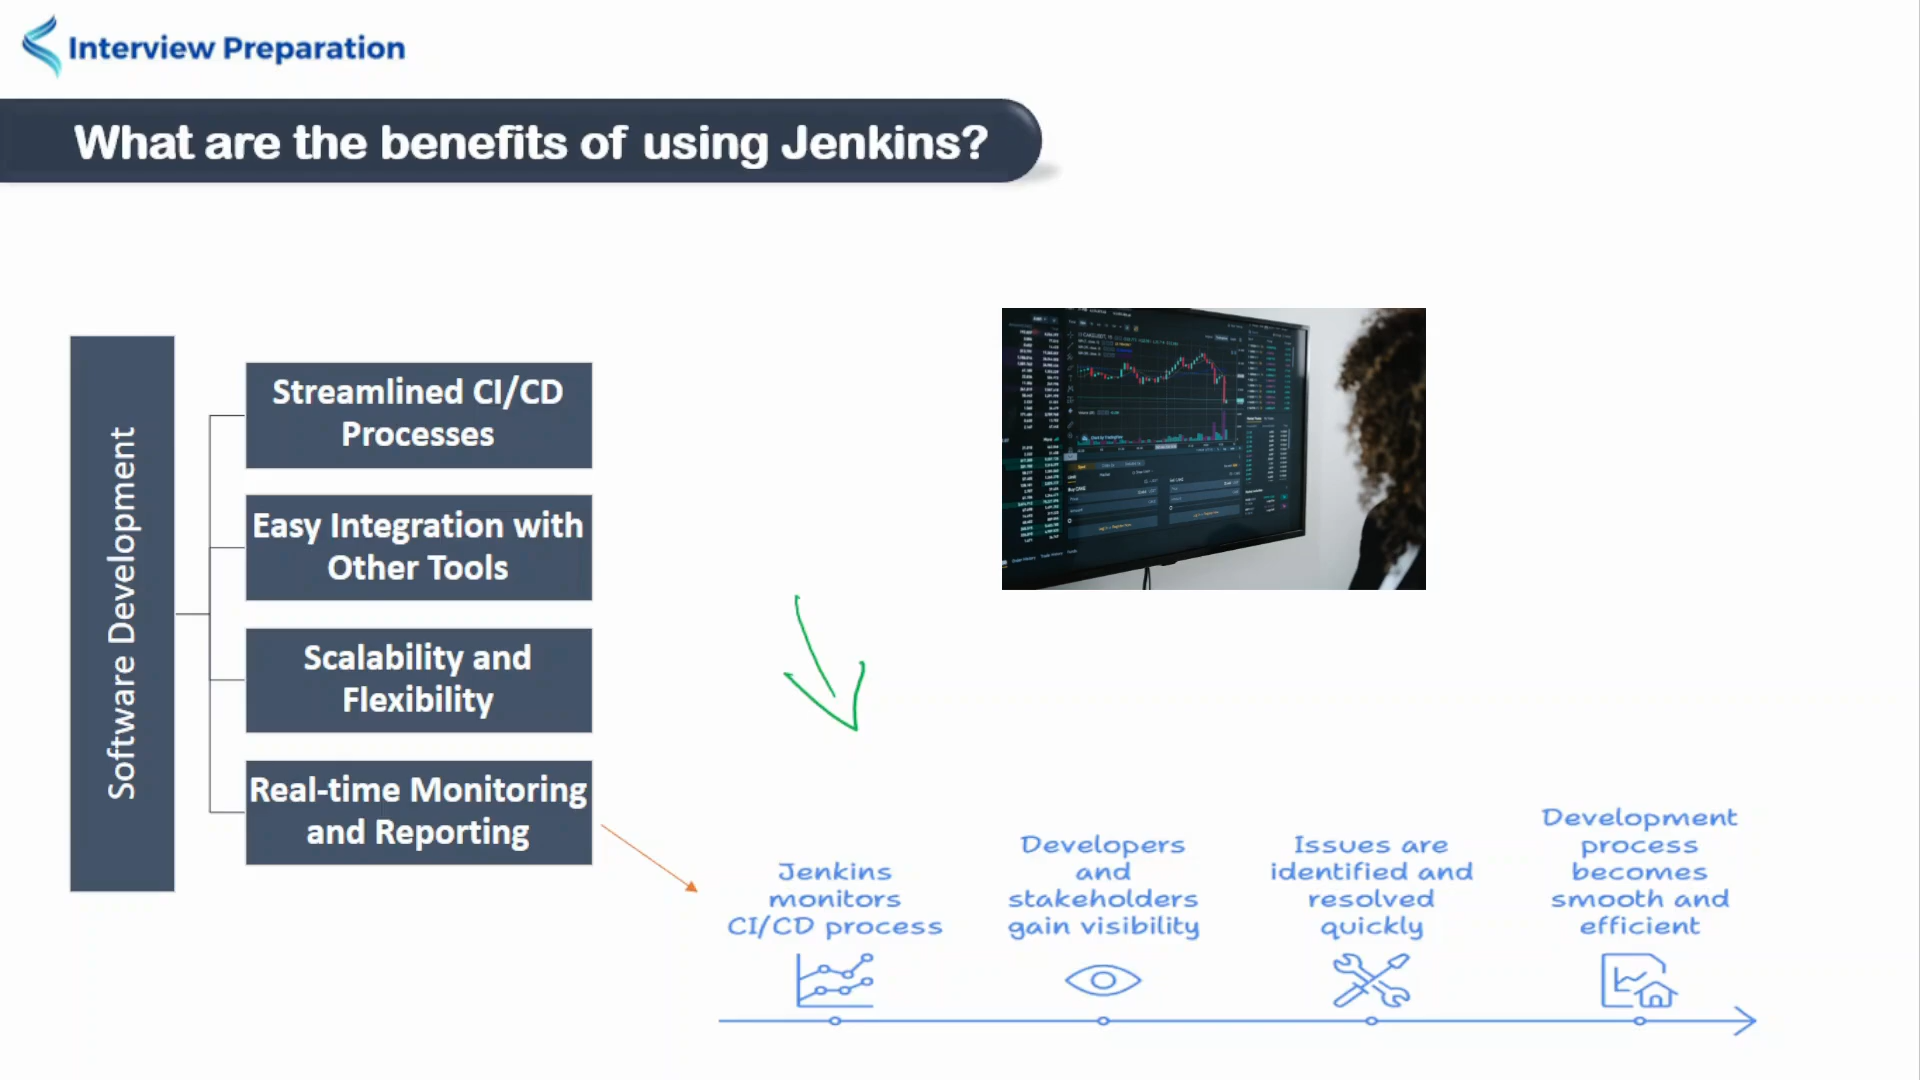 Interview Preparation
What are the benefits of using Jenkins?
Software Development
Streamlined CI/CD
Processes
Easy Integration with
Other Tools
Scalability and
Flexibility
Real-time Monitoring
and Reporting
Jenkins
monitors
CI/CD process
Developers
and
stakeholders
gain visibility
Issues are
identified and
resolved
quickly
Development
process
becomes
smooth and
efficient